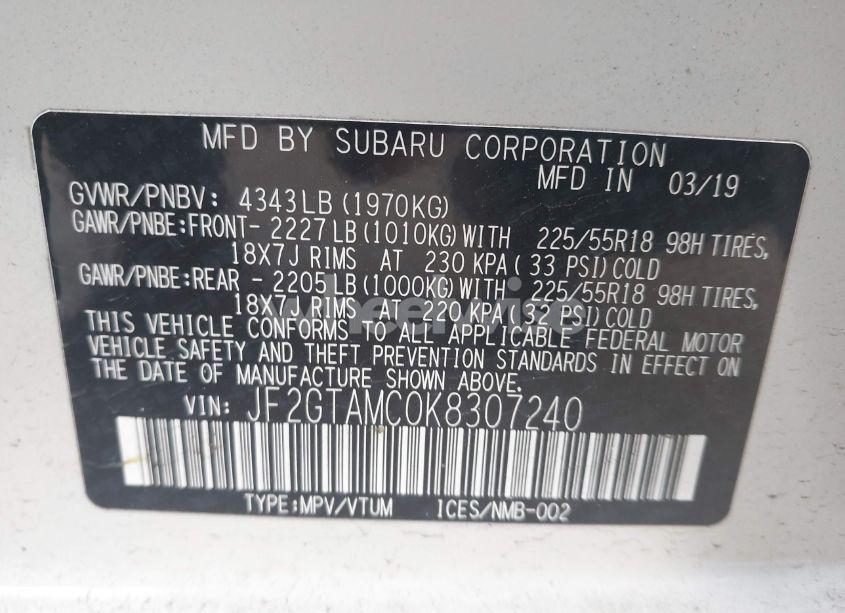 MFD BY SUBARU CORPORATION
MFD IN 03/19
GVWR/PNBV: 4343LB(1970KG)
GAWR/PNBE:FRONT-2227LB(1010KG)WITH 225/55R18 98H TIRES,
18X7J RIMS AT 230 KPA(33 PSI)COLD
GAWR/PNBE:REAR -2205LB(1000KG)WITH 225/55R18 98H TIRES,
18X7J RIMS AT 220 KPA(32 PSI)COLD
THIS VEHICLE CONFORMS TO ALL APPLICABLE FEDERAL MOTOR
VEHICLE SAFETY AND THEFT PREVENTION STANDARDS IN EFFECT ON
THE DATE OF MANUFACTURE SHOWN ABOVE.
VIN: JF2GTAMC0K8307240
TYPE:MPV/VTUM ICES/NMB-002
wheelwise